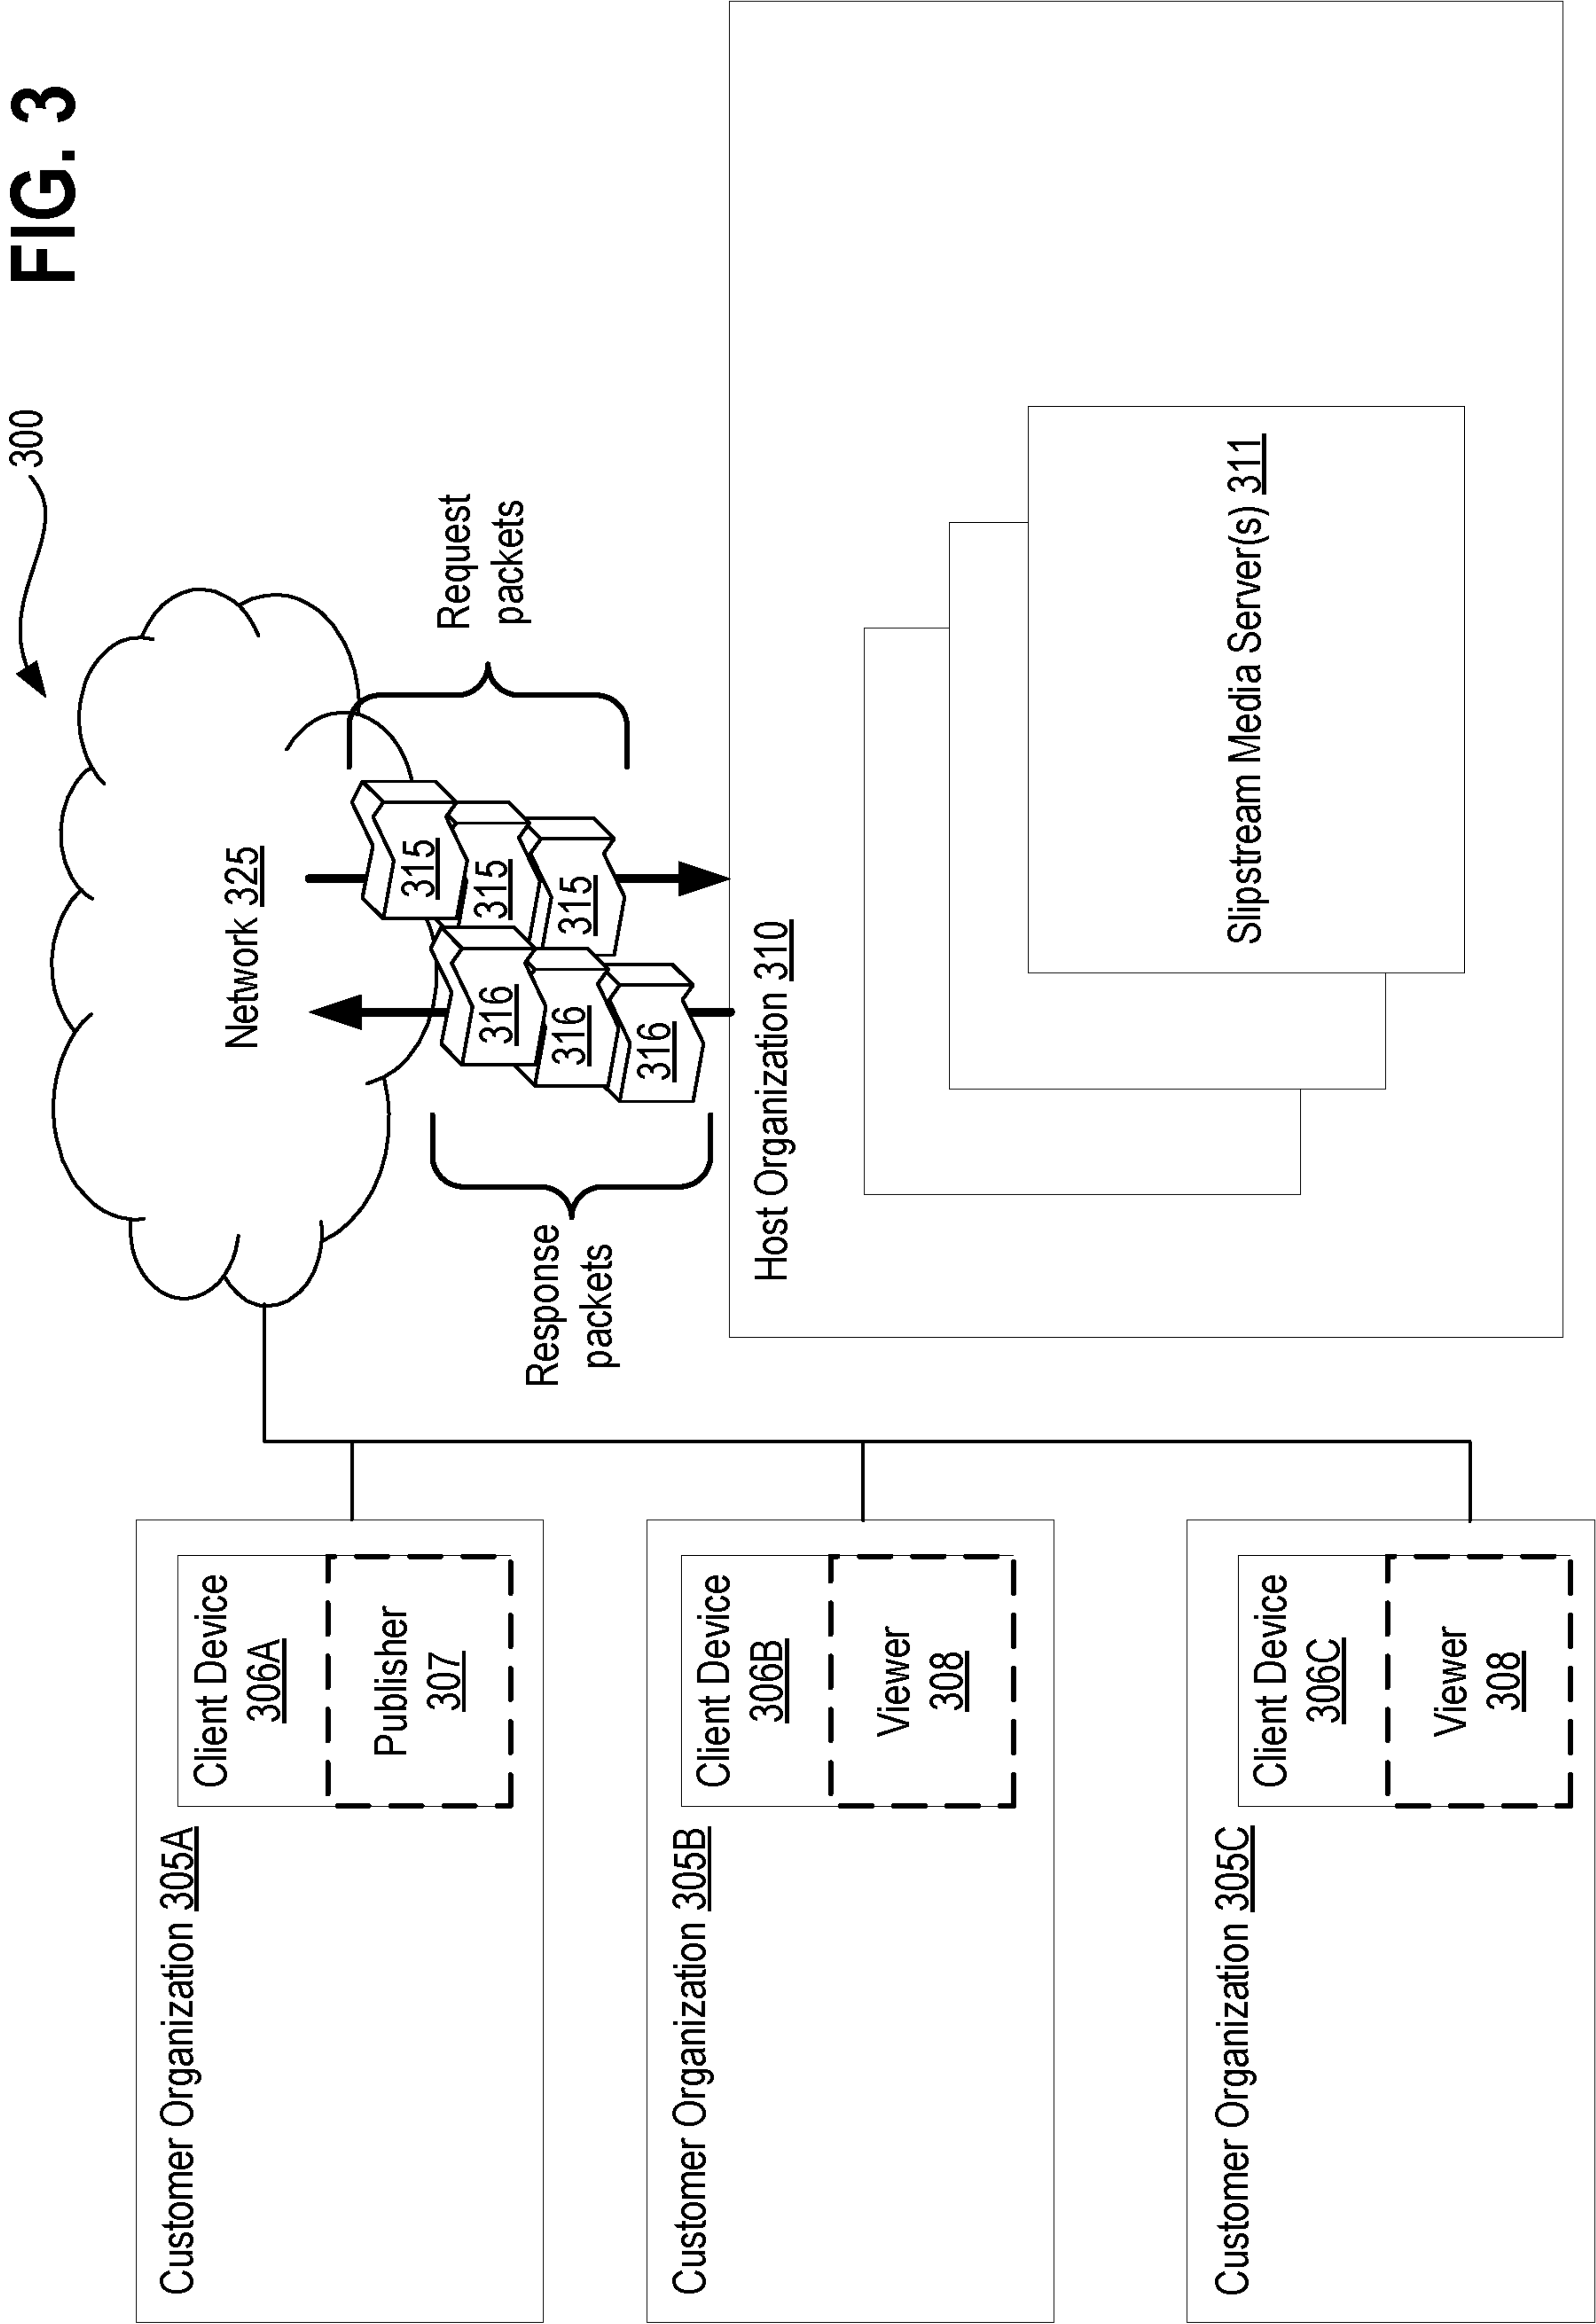 FIG. 3
300
Customer Organization 305A
Client Device
306A
Publisher
307
Customer Organization 305B
Client Device
306B
Viewer
308
Customer Organization 305C
Client Device
306C
Viewer
308
Network 325
Request
packets
315
315
315
316
316
316
Response
packets
Host Organization 310
Slipstream Media Server(s) 311